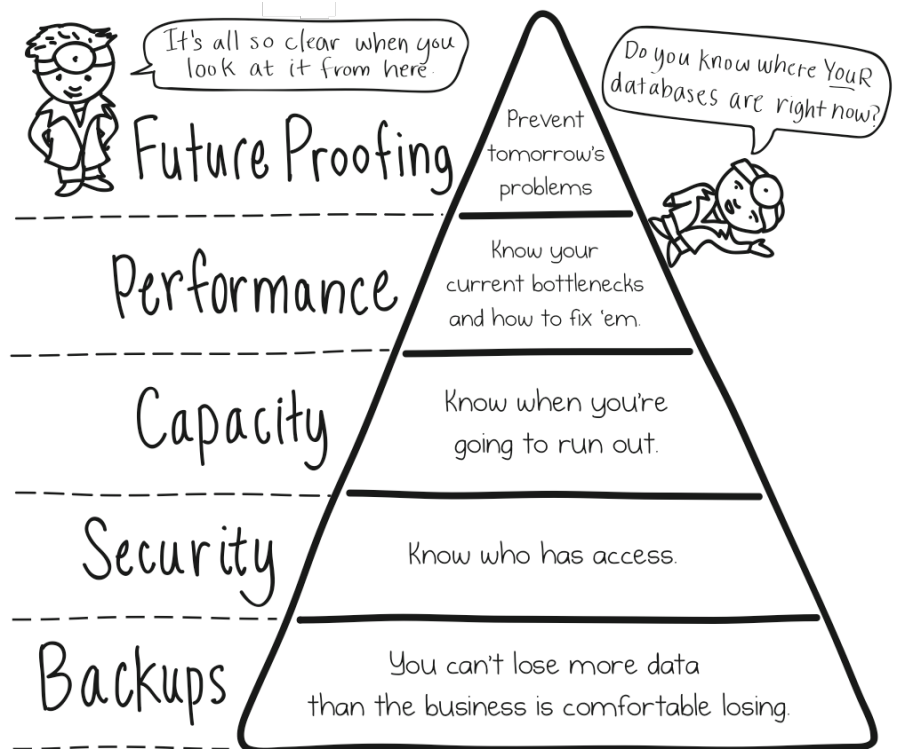 It's all so clear when you
look at it from here.
Do you know where YOUR
databases are right now?
Future Proofing
Prevent
tomorrow's
problems
Performance
Know your
current bottlenecks
and how to fix 'em.
Capacity
Know when you're
going to run out.
Security
Know who has access.
Backups
You can't lose more data
than the business is comfortable losing.